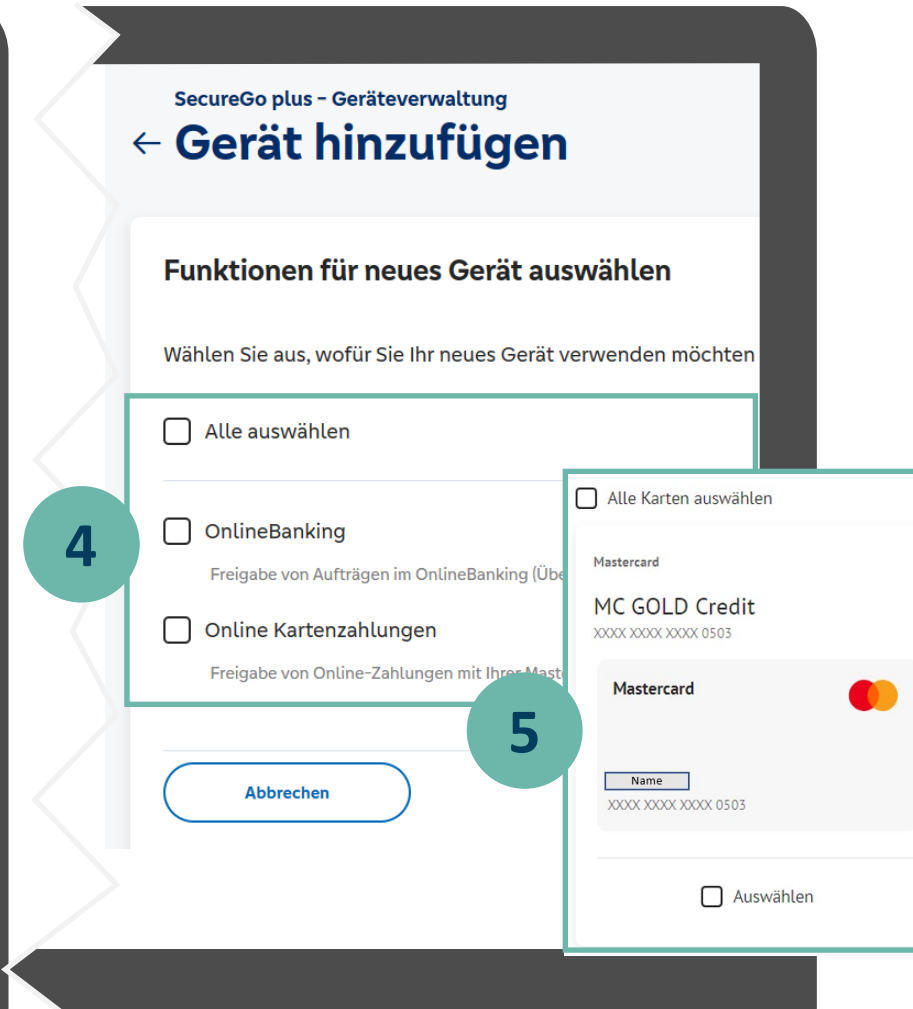 SecureGo plus – Geräteverwaltung
← Gerät hinzufügen
Funktionen für neues Gerät auswählen
Wählen Sie aus, wofür Sie Ihr neues Gerät verwenden möchten
Alle auswählen
4
OnlineBanking
Freigabe von Aufträgen im OnlineBanking (Übe
Online Kartenzahlungen
Freigabe von Online-Zahlungen mit Ihrer Mast
Abbrechen
5
Alle Karten auswählen
Mastercard
MC GOLD Credit
XXXX XXXX XXXX 0503
Mastercard
Name
XXXX XXXX XXXX 0503
Auswählen